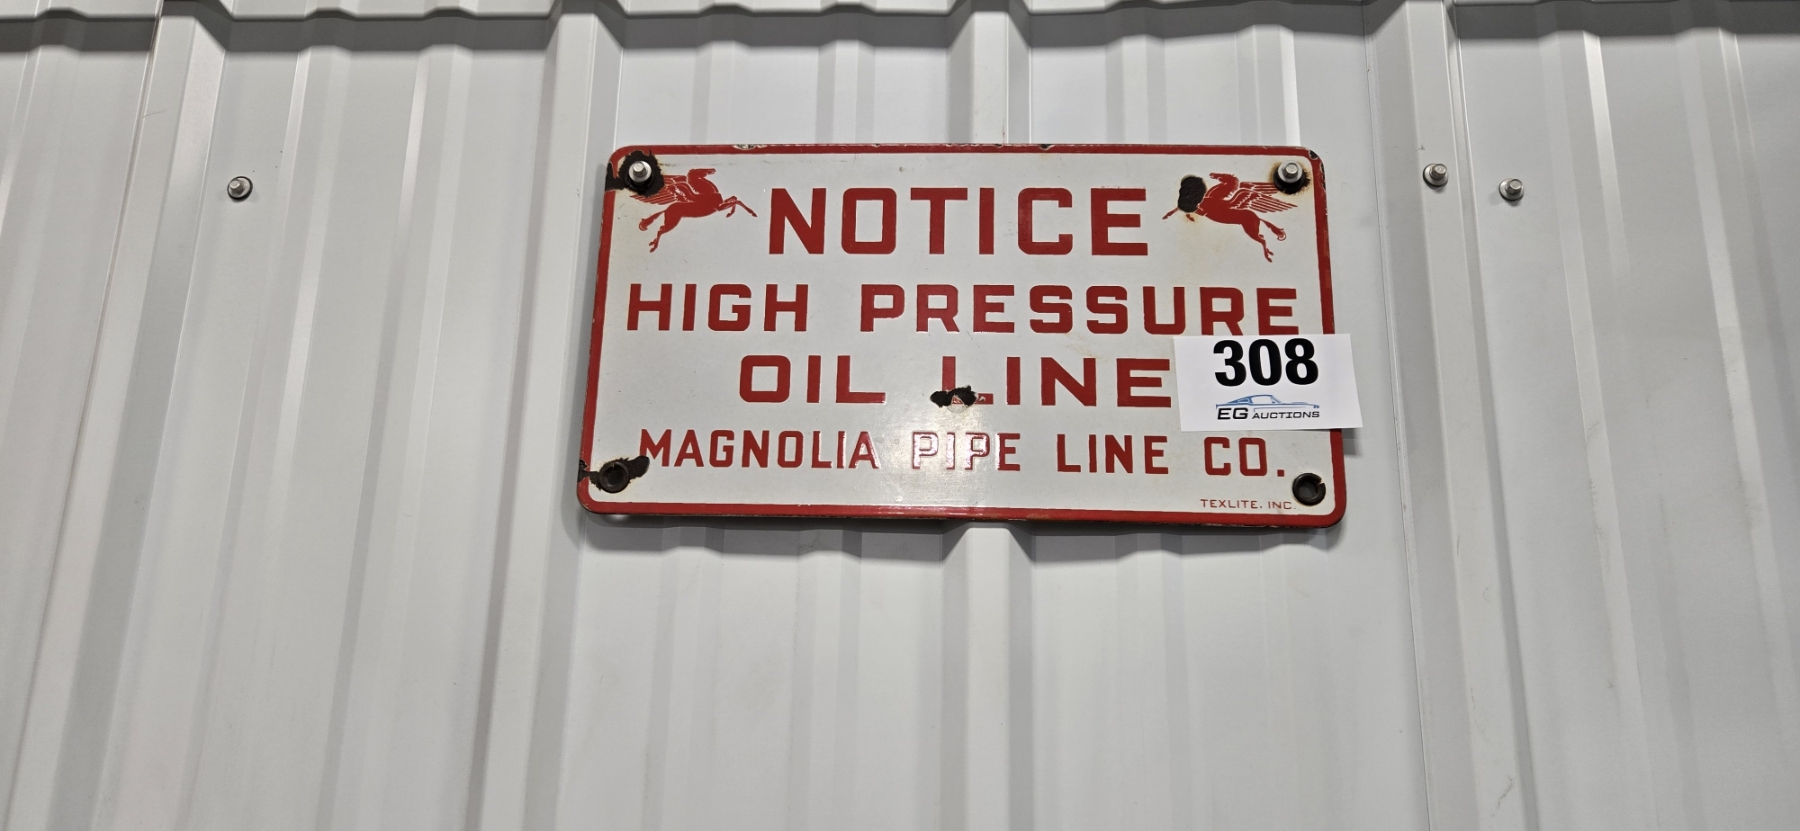 NOTICE
HIGH PRESSURE
OIL LINE
308
EG AUCTIONS
MAGNOLIA PIPE LINE CO.
TEXLITE, INC.